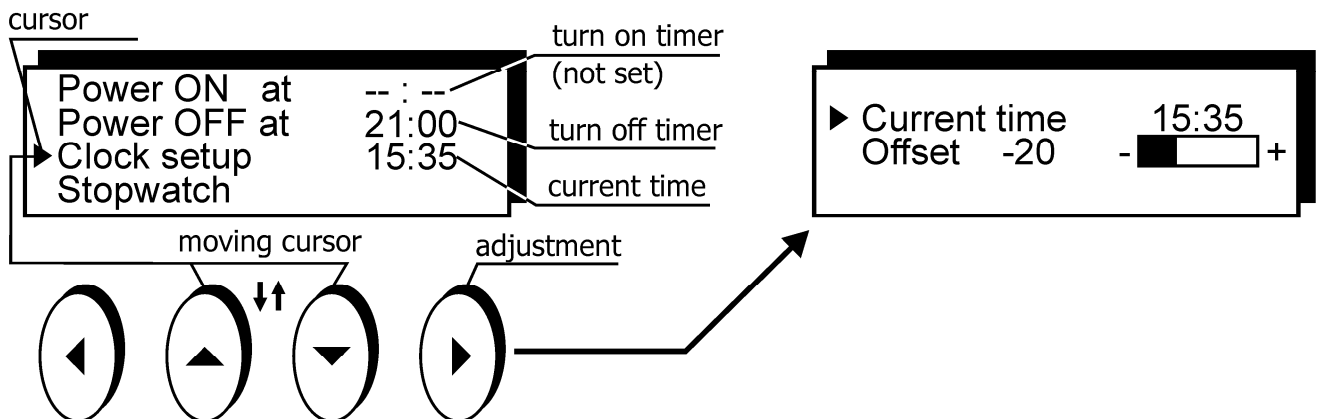 cursor
turn on timer
(not set)
Power ON at -- : --
Power OFF at 21:00
turn off timer
Clock setup 15:35
current time
Stopwatch
moving cursor
adjustment
Current time 15:35
Offset -20 - +